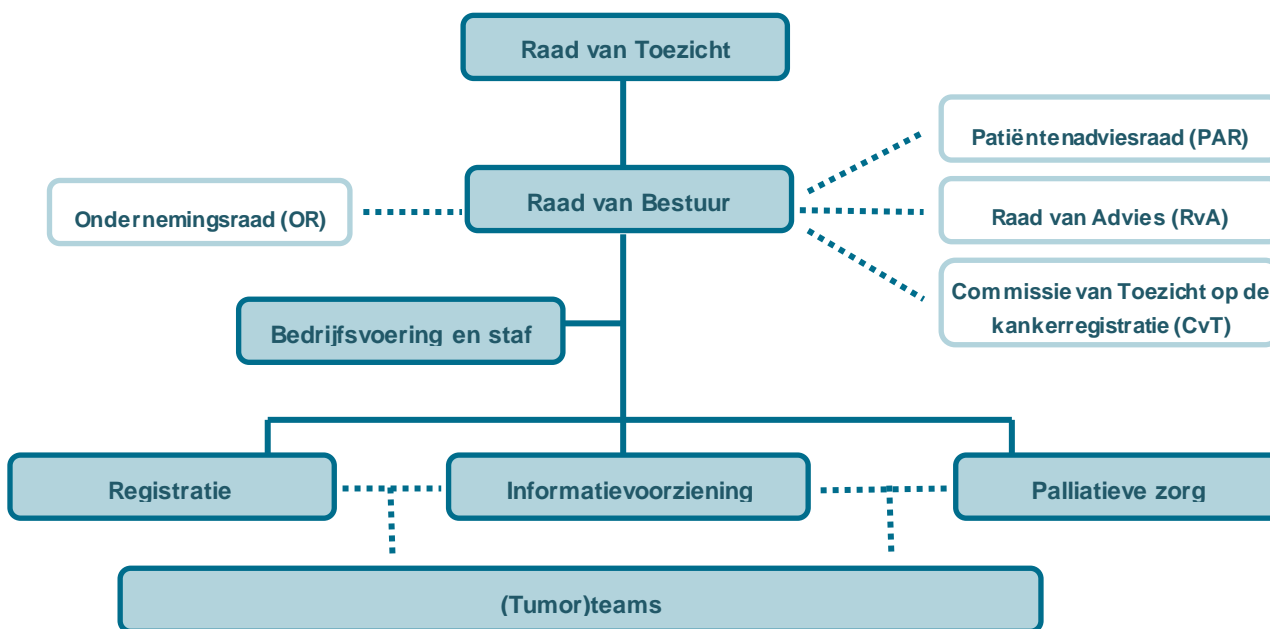 Raad van Toezicht
Patiëntenadviesraad (PAR)
Raad van Bestuur
Ondernemingsraad (OR)
Raad van Advies (RvA)
Commissie van Toezicht op de
kankerregistratie (CvT)
Bedrijfsvoering en staf
Registratie
Informatievoorziening
Palliatieve zorg
(Tumor)teams